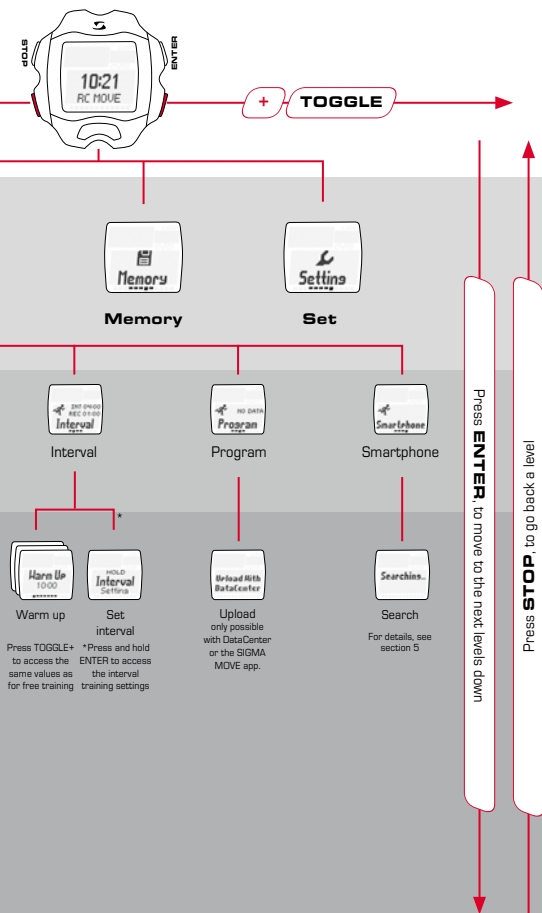 STOP
ENTER
10:21
RC MOVE
+ TOGGLE
Memory
Setting
Memory
Set
INT 04:00
REC 01:00
Interval
NO DATA
Program
Smartphone
Interval
Program
Smartphone
*
Warm Up
10:00
HOLD
Interval
Setting
Upload With
DataCenter
Searching..
Warm up
Set
interval
Upload
only possible
with DataCenter
or the SIGMA
MOVE app.
Search
For details, see
section 5
Press TOGGLE+
to access the
same values as
for free training
*Press and hold
ENTER to access
the interval
training settings
Press ENTER, to move to the next levels down
Press STOP, to go back a level